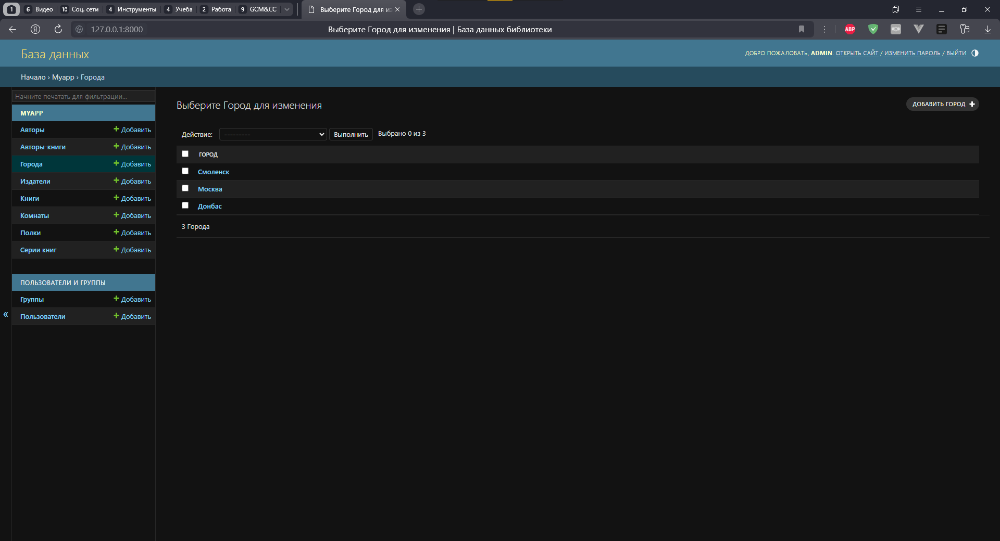 1
6 Видео 10 Соц. сети 4 Инструменты 4 Учеба 2 Работа 9 GCM&CC
Выберите Город для из
127.0.0.1:8000
Выберите Город для изменения | База данных библиотеки
ABP
База данных
ДОБРО ПОЖАЛОВАТЬ, ADMIN. ОТКРЫТЬ САЙТ / ИЗМЕНИТЬ ПАРОЛЬ / ВЫЙТИ
Начало › Myapp › Города
Начните печатать для фильтрации...
MYAPP
Авторы Добавить
Авторы-книги Добавить
Города Добавить
Издатели Добавить
Книги Добавить
Комнаты Добавить
Полки Добавить
Серии книг Добавить
ПОЛЬЗОВАТЕЛИ И ГРУППЫ
Группы Добавить
Пользователи Добавить
«
Выберите Город для изменения
ДОБАВИТЬ ГОРОД
Действие: --------- Выполнить Выбрано 0 из 3
ГОРОД
Смоленск
Москва
Донбас
3 Города